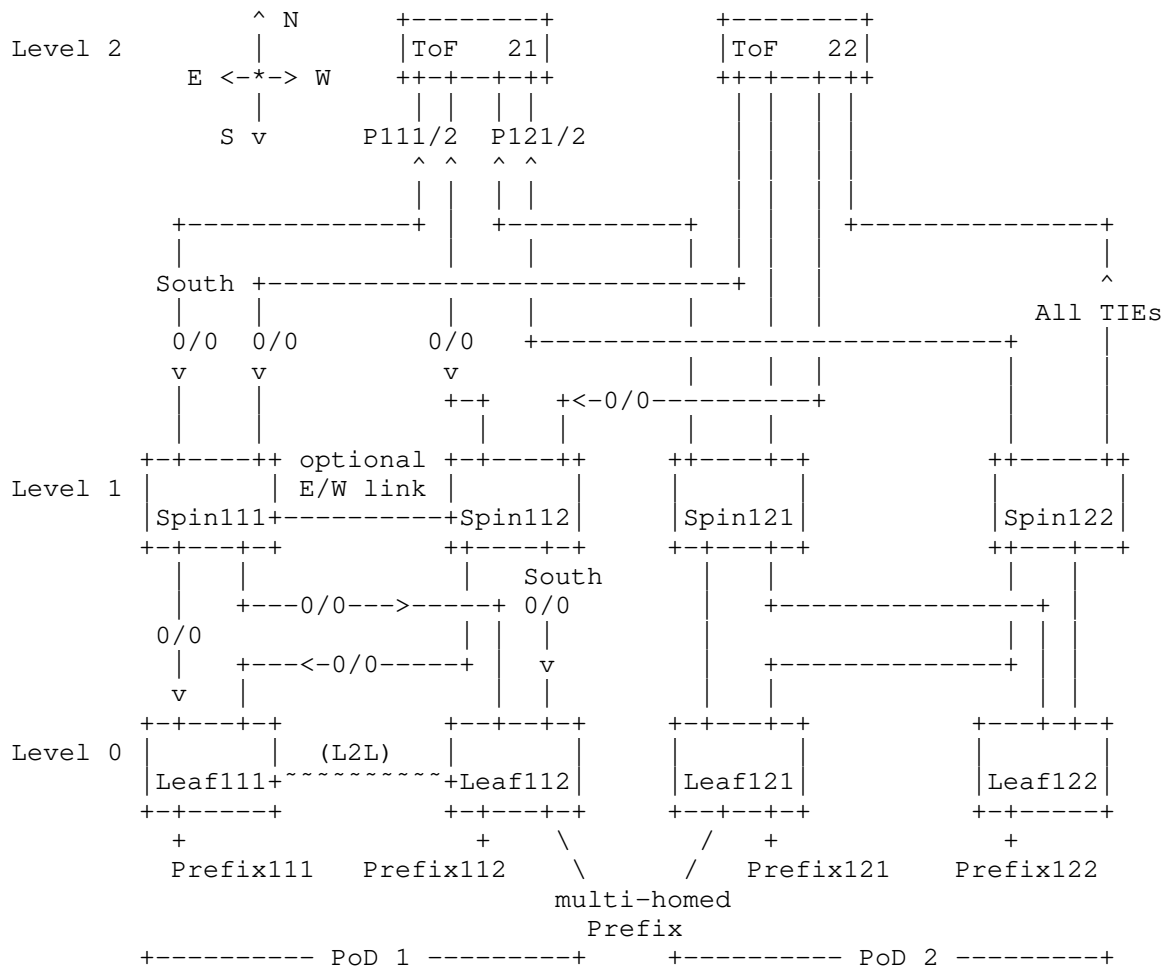 ^ N
Level 2 ToF 21 ToF 22
E <-*-> W
S v P111/2 P121/2
^ ^ ^ ^
South ^
All TIEs
0/0 0/0 0/0
v v v
<-0/0
optional
Level 1 E/W link
Spin111 Spin112 Spin121 Spin122
South
0/0---> 0/0
0/0
<-0/0 v
v
Level 0 (L2L)
Leaf111 ~~~~~~~~~~ Leaf112 Leaf121 Leaf122
Prefix111 Prefix112 Prefix121 Prefix122
multi-homed
Prefix
PoD 1 PoD 2